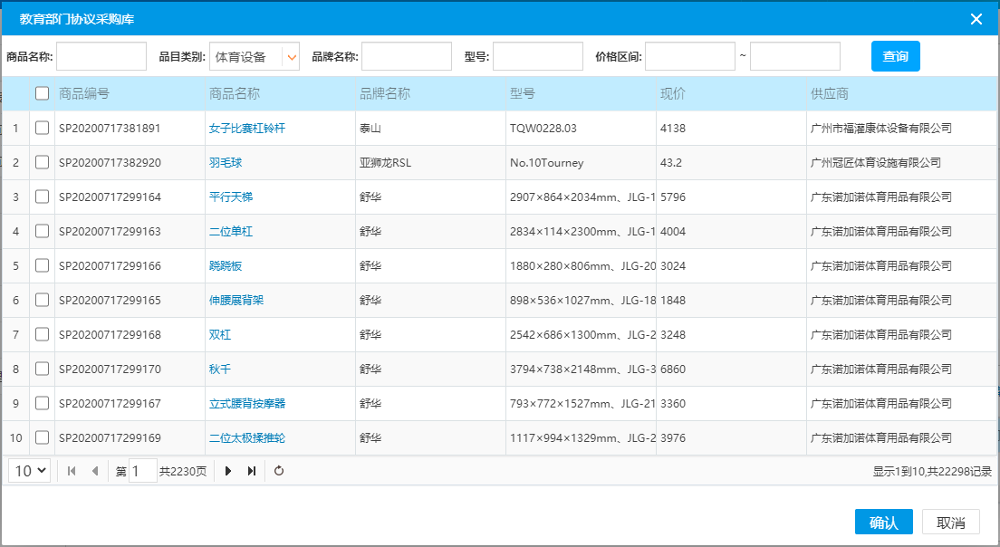 教育部门协议采购库
商品名称: 品目类别: 体育设备 品牌名称: 型号: 价格区间: ~ 查询
商品编号 商品名称 品牌名称 型号 现价 供应商
1 SP20200717381891 女子比赛杠铃杆 泰山 TQW0228.03 4138 广州市福灌康体设备有限公司
2 SP20200717382920 羽毛球 亚狮龙RSL No.10Tourney 43.2 广州冠匠体育设施有限公司
3 SP20200717299164 平行天梯 舒华 2907×864×2034mm、JLG-1 5796 广东诺加诺体育用品有限公司
4 SP20200717299163 二位单杠 舒华 2834×114×2300mm、JLG-1 4004 广东诺加诺体育用品有限公司
5 SP20200717299166 跷跷板 舒华 1880×280×806mm、JLG-20 3024 广东诺加诺体育用品有限公司
6 SP20200717299165 伸腰展背架 舒华 898×536×1027mm、JLG-18 1848 广东诺加诺体育用品有限公司
7 SP20200717299168 双杠 舒华 2542×686×1300mm、JLG-2 3248 广东诺加诺体育用品有限公司
8 SP20200717299170 秋千 舒华 3794×738×2148mm、JLG-3 6860 广东诺加诺体育用品有限公司
9 SP20200717299167 立式腰背按摩器 舒华 793×772×1527mm、JLG-21 3360 广东诺加诺体育用品有限公司
10 SP20200717299169 二位太极揉推轮 舒华 1117×994×1329mm、JLG-2 3976 广东诺加诺体育用品有限公司
10 第 1 共2230页 显示1到10,共22298记录
确认 取消